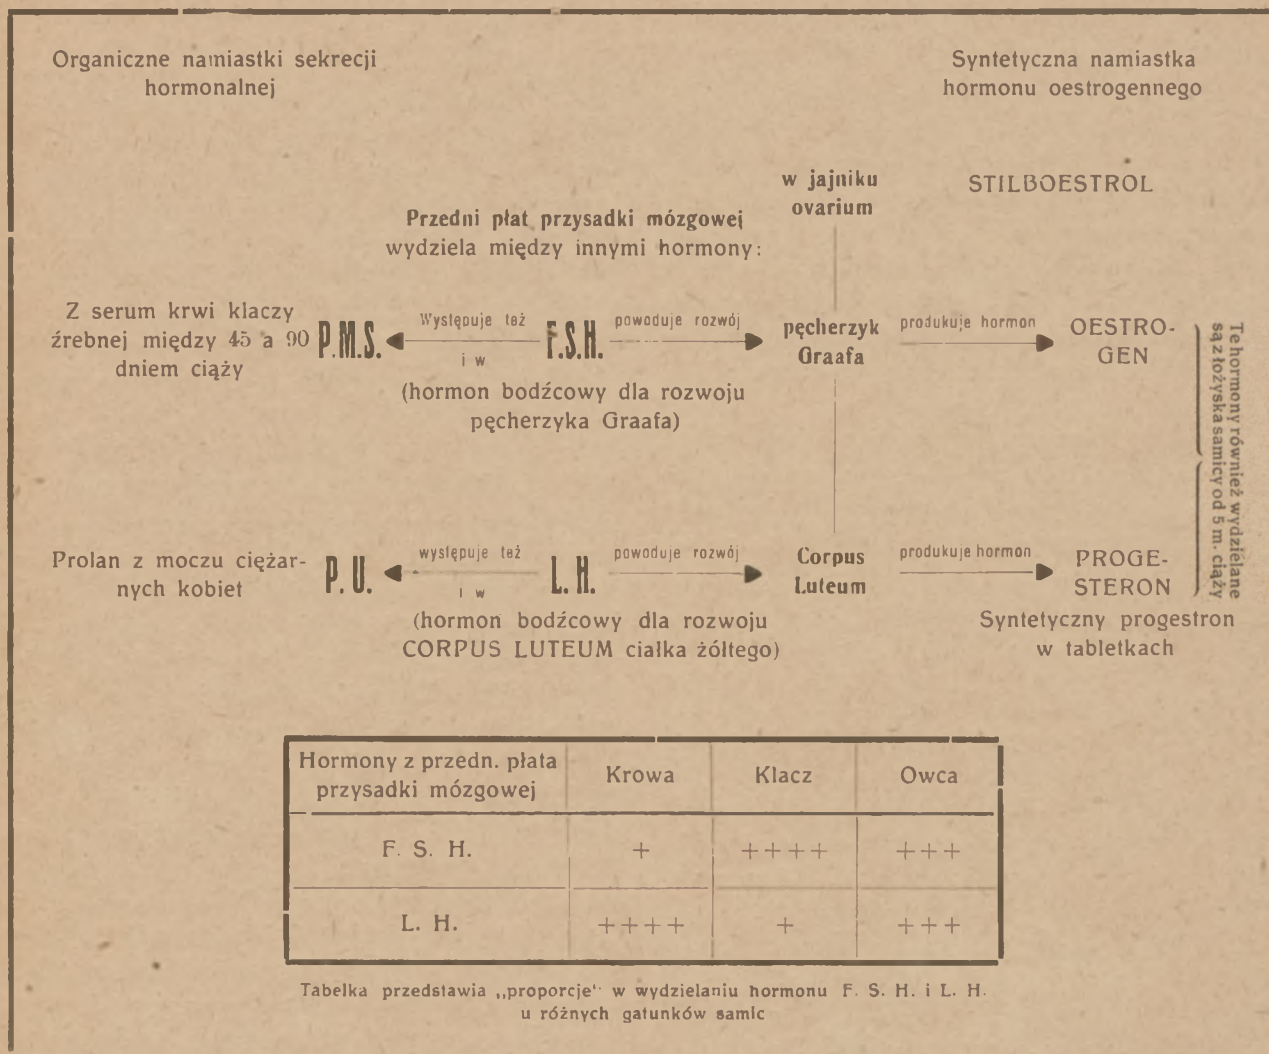 Organiczne namiastki sekrecji
hormonalnej
Syntetyczna namiastka
hormonu oestrogennego
w jajniku
ovarium
STILBOESTROL
Przedni płat przysadki mózgowej
wydziela między innymi hormony:
Z serum krwi klaczy
źrebnej między 45 a 90
dniem ciąży
P.M.S.
Występuje też
i w
F.S.H.
powoduje rozwój
pęcherzyk
Graafa
produkuje hormon
OESTRO-
GEN
(hormon bodźcowy dla rozwoju
pęcherzyka Graafa)
Te hormony również wydzielane
są z łożyska samicy od 5 m. ciąży
Prolan z moczu ciężar-
nych kobiet
P. U.
występuje też
i w
L. H.
powoduje rozwój
Corpus
Luteum
produkuje hormon
PROGE-
STERON
(hormon bodźcowy dla rozwoju
CORPUS LUTEUM ciałka żółtego)
Syntetyczny progestron
w tabletkach
Hormony z przedn. płata
przysadki mózgowej
Krowa
Klacz
Owca
F. S. H.
+
++++
+++
L. H.
++++
+
+++
Tabelka przedstawia „proporcje" w wydzielaniu hormonu F. S. H. i L. H.
u różnych gatunków samic